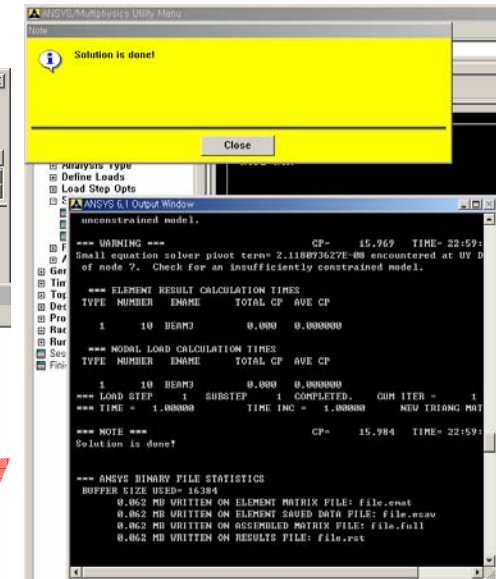 ANSYS/Multiphysics Utility Menu
Note
Solution is done!
Close
Analysis Type
Define Loads
Load Step Opts
ANSYS 6.1 Output Window
unconstrained model.
*** WARNING *** CP= 15.969 TIME= 22:59:
Small equation solver pivot term= 2.118093627E-08 encountered at UY D
of node 7. Check for an insufficiently constrained model.
*** ELEMENT RESULT CALCULATION TIMES
TYPE NUMBER ENAME TOTAL CP AVE CP
1 10 BEAM3 0.000 0.000000
*** NODAL LOAD CALCULATION TIMES
TYPE NUMBER ENAME TOTAL CP AVE CP
1 10 BEAM3 0.000 0.000000
*** LOAD STEP 1 SUBSTEP 1 COMPLETED. CUM ITER = 1
*** TIME = 1.00000 TIME INC = 1.00000 NEW TRIANG MAT
*** NOTE *** CP= 15.984 TIME= 22:59:
Solution is done!
*** ANSYS BINARY FILE STATISTICS
BUFFER SIZE USED= 16384
0.062 MB WRITTEN ON ELEMENT MATRIX FILE: file.emat
0.062 MB WRITTEN ON ELEMENT SAVED DATA FILE: file.esav
0.062 MB WRITTEN ON ASSEMBLED MATRIX FILE: file.full
0.062 MB WRITTEN ON RESULTS FILE: file.rst